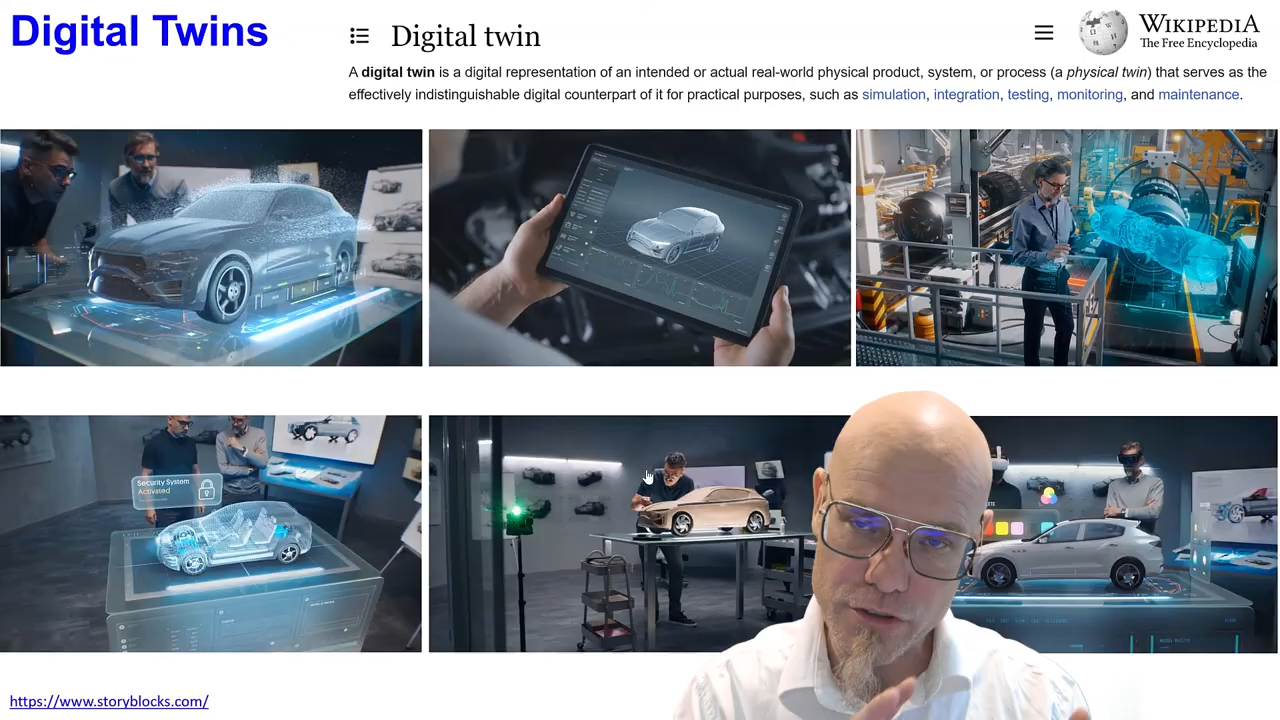 Digital Twins
Digital twin
WIKIPEDIA
The Free Encyclopedia
A digital twin is a digital representation of an intended or actual real-world physical product, system, or process (a physical twin) that serves as the
effectively indistinguishable digital counterpart of it for practical purposes, such as simulation, integration, testing, monitoring, and maintenance.
Security System
Activated
https://www.storyblocks.com/